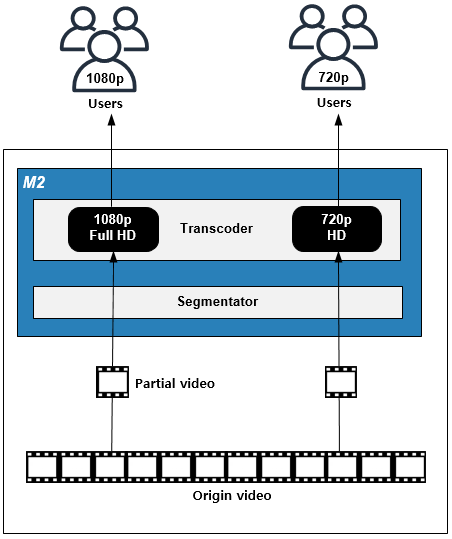 1080p
720p
Users
Users
M2
1080p
Full HD
Transcoder
720p
HD
Segmentator
Partial video
Origin video